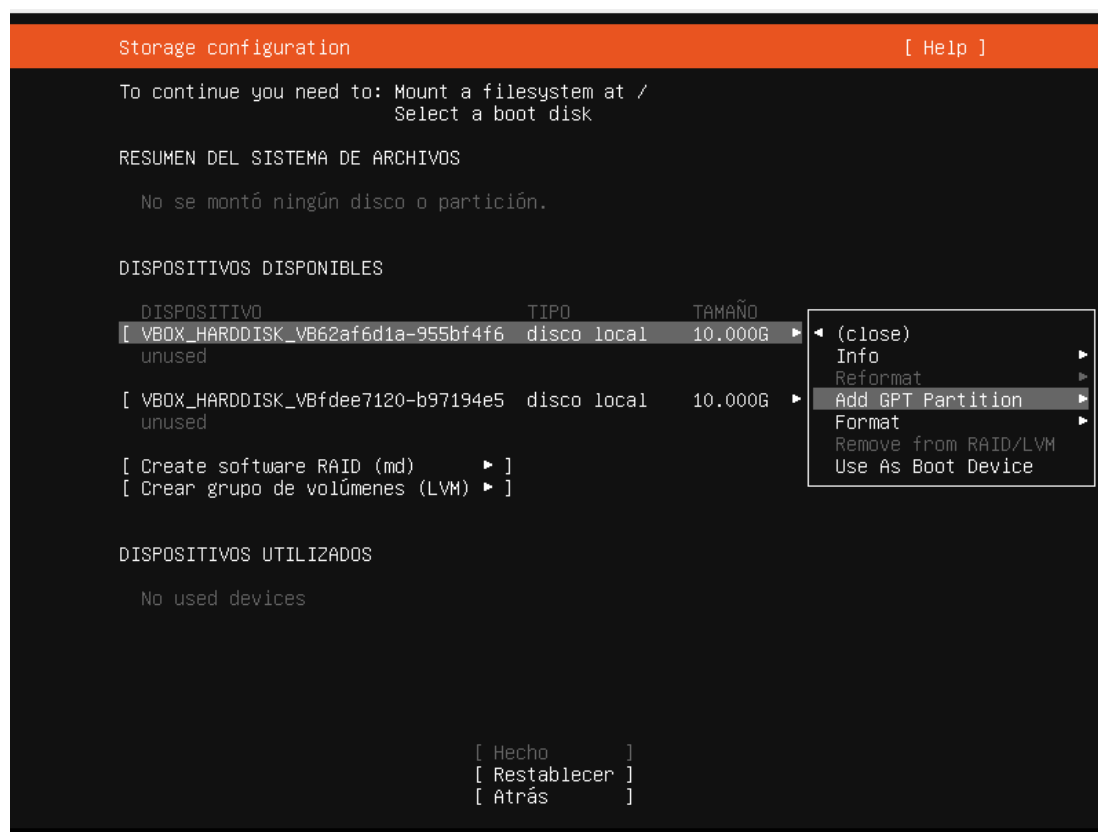 Storage configuration [ Help ]
To continue you need to: Mount a filesystem at /
Select a boot disk
RESUMEN DEL SISTEMA DE ARCHIVOS
No se montó ningún disco o partición.
DISPOSITIVOS DISPONIBLES
DISPOSITIVO TIPO TAMAÑO
[ VBOX_HARDDISK_VB62af6d1a-955bf4f6 disco local 10.000G ►
unused
[ VBOX_HARDDISK_VBfdee7120-b97194e5 disco local 10.000G ►
unused
[ Create software RAID (md) ► ]
[ Crear grupo de volúmenes (LVM) ► ]
◄ (close)
Info ►
Reformat ►
Add GPT Partition ►
Format ►
Remove from RAID/LVM
Use As Boot Device
DISPOSITIVOS UTILIZADOS
No used devices
[ Hecho ]
[ Restablecer ]
[ Atrás ]